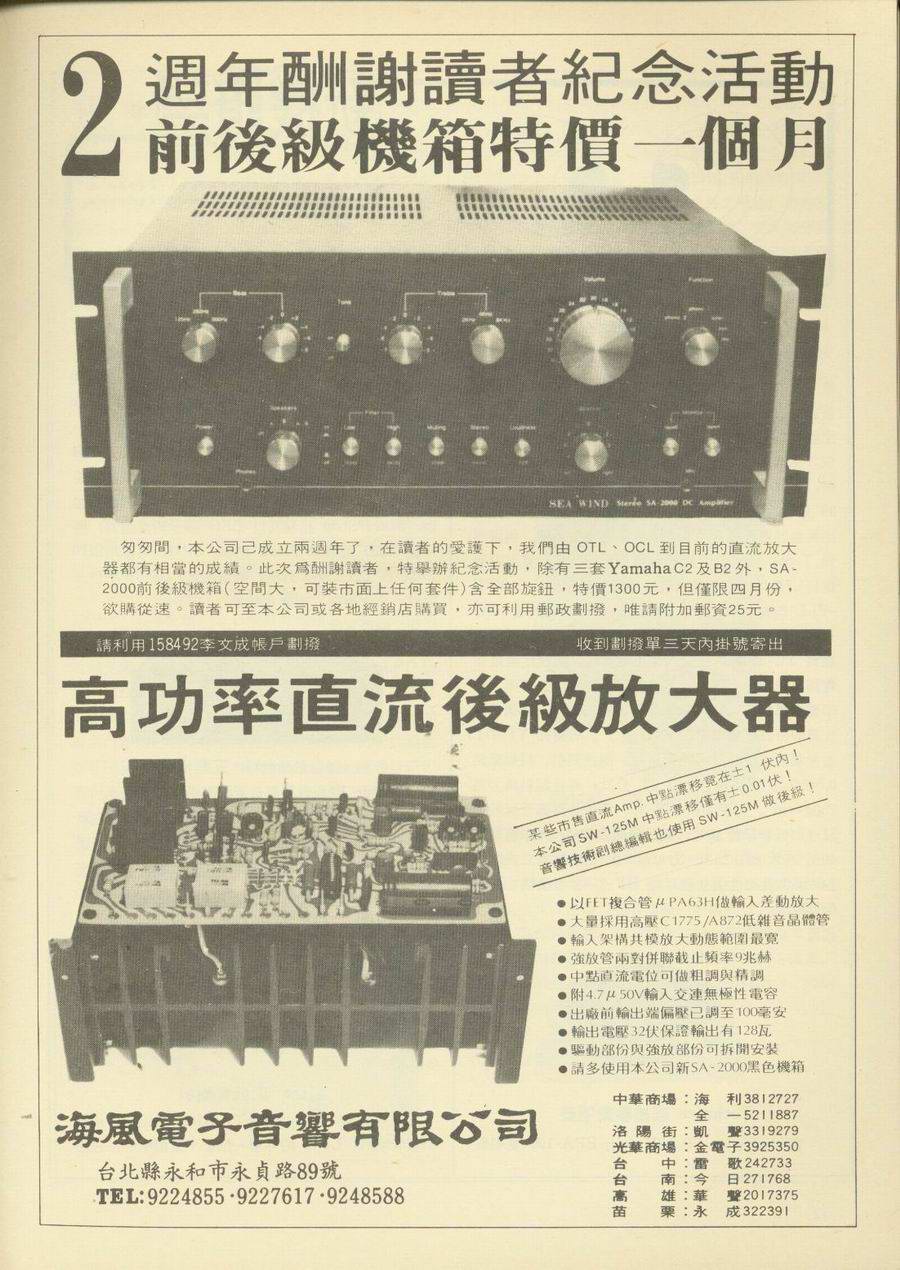 2週年酬謝讀者紀念活動
前後級機箱特價一個月
Bass
Tone
Treble
Volume
Function
Power
Speakers
Phones
Filter
Low
High
Muting
Stereo
Loudness
Monitor
SEA WIND Stereo SA-2000 DC Amplifier
匆匆間，本公司己成立兩週年了，在讀者的愛護下，我們由 OTL、OCL 到目前的直流放大
器都有相當的成績。此次爲酬謝讀者，特舉辦紀念活動，除有三套Yamaha C2 及B2 外，SA-
2000前後級機箱(空間大，可裝市面上任何套件)含全部旋鈕，特價1300元，但僅限四月份，
欲購從速。讀者可至本公司或各地經銷店購買，亦可利用郵政劃撥，唯請附加郵資25元。
請利用158492李文成帳戶劃撥 收到劃撥單三天內掛號寄出
高功率直流後級放大器
某些市售直流Amp.中點漂移竟在±1 伏內！
本公司SW-125M中點漂移僅有±0.01伏！
音響技術副總編輯也使用 SW-125M 做後級！
●以FET複合管μPA63H做輸入差動放大
●大量採用高壓C1775/A872低雜音晶體管
●輸入架構共模放大動態範圍最寬
●強放管兩對併聯截止頻率9兆赫
●中點直流電位可做粗調與精調
●附4.7μ50V輸入交連無極性電容
●出廠前輸出端偏壓已調至100毫安
●輸出電壓32伏保證輸出有128瓦
●驅動部份與強放部份可拆開安裝
●請多使用本公司新SA-2000黑色機箱
海風電子音響有限公司
台北縣永和市永貞路89號
TEL:9224855·9227617·9248588
中華商場：海 利3812727
全 一5211887
洛陽街：凱 聲3319279
光華商場：金電子3925350
台 中：雷 歌242733
台 南：今 日271768
高 雄：華 聲2017375
苗 栗：永 成322391